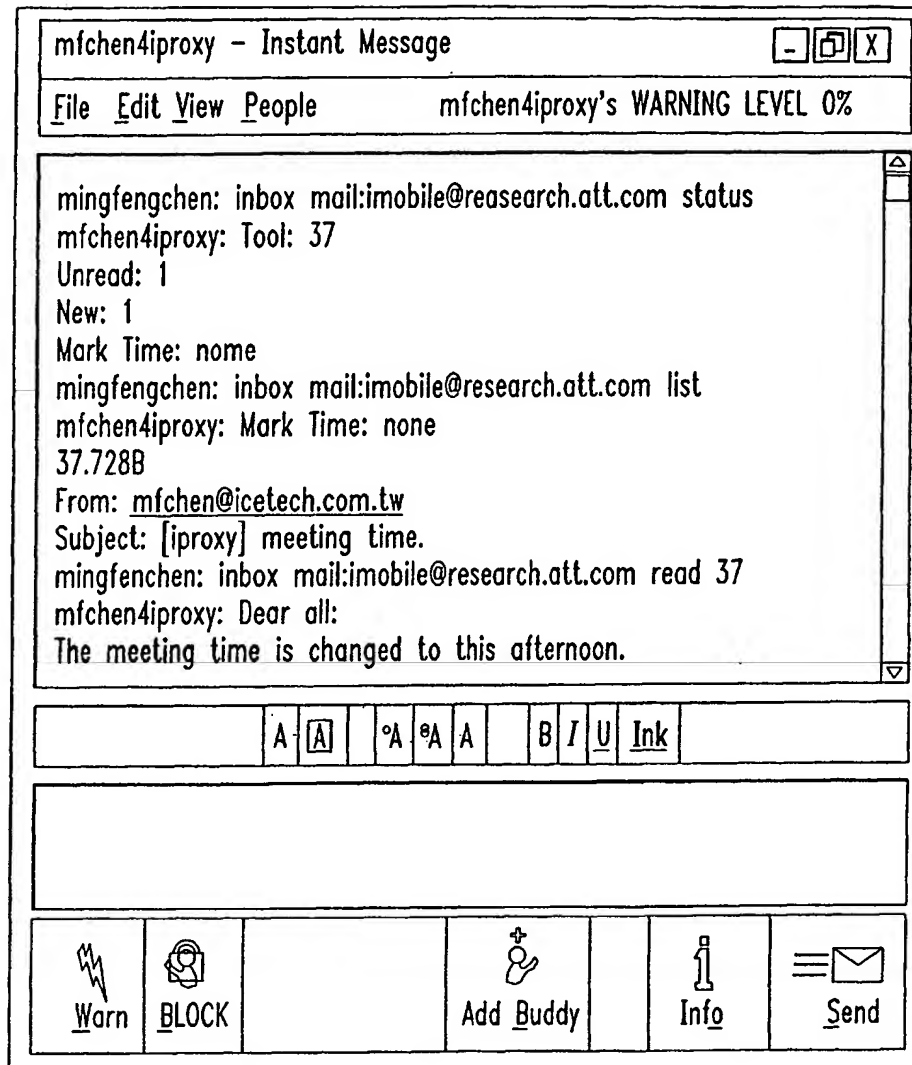 mfchen4iproxy – Instant Message
File Edit View People mfchen4iproxy's WARNING LEVEL 0%
mingfengchen: inbox mail:imobile@reasearch.att.com status
mfchen4iproxy: Tool: 37
Unread: 1
New: 1
Mark Time: nome
mingfengchen: inbox mail:imobile@research.att.com list
mfchen4iproxy: Mark Time: none
37.728B
From: mfchen@icetech.com.tw
Subject: [iproxy] meeting time.
mingfenchen: inbox mail:imobile@research.att.com read 37
mfchen4iproxy: Dear all:
The meeting time is changed to this afternoon.
A A °A ᵉA A B I U Ink
Warn BLOCK Add Buddy Info Send